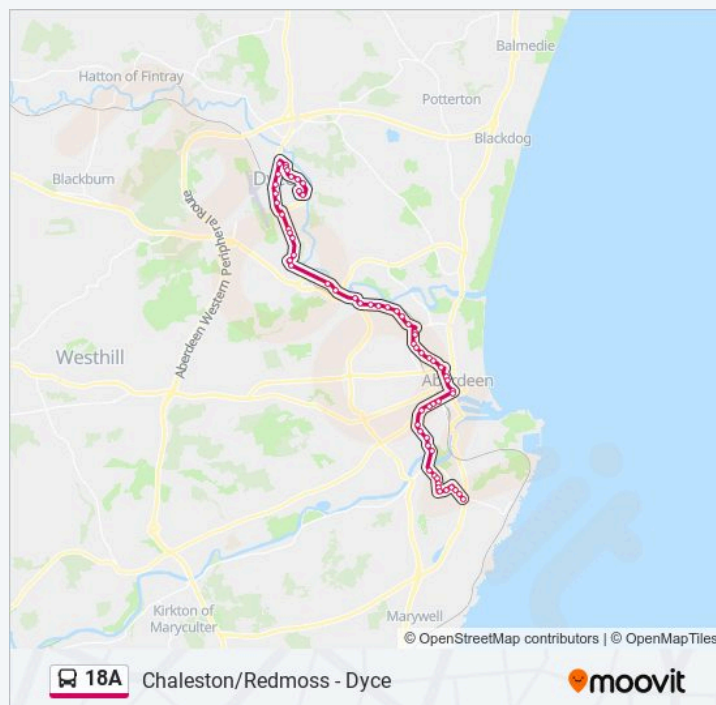 Balmedie
Hatton of Fintray
Potterton
Blackdog
Dyce
Blackburn
Aberdeen Western Peripheral Route
Westhill
Aberdeen
Kirkton of
Maryculter
Marywell
© OpenStreetMap contributors | © OpenMapTiles
18A Chaleston/Redmoss - Dyce moovit